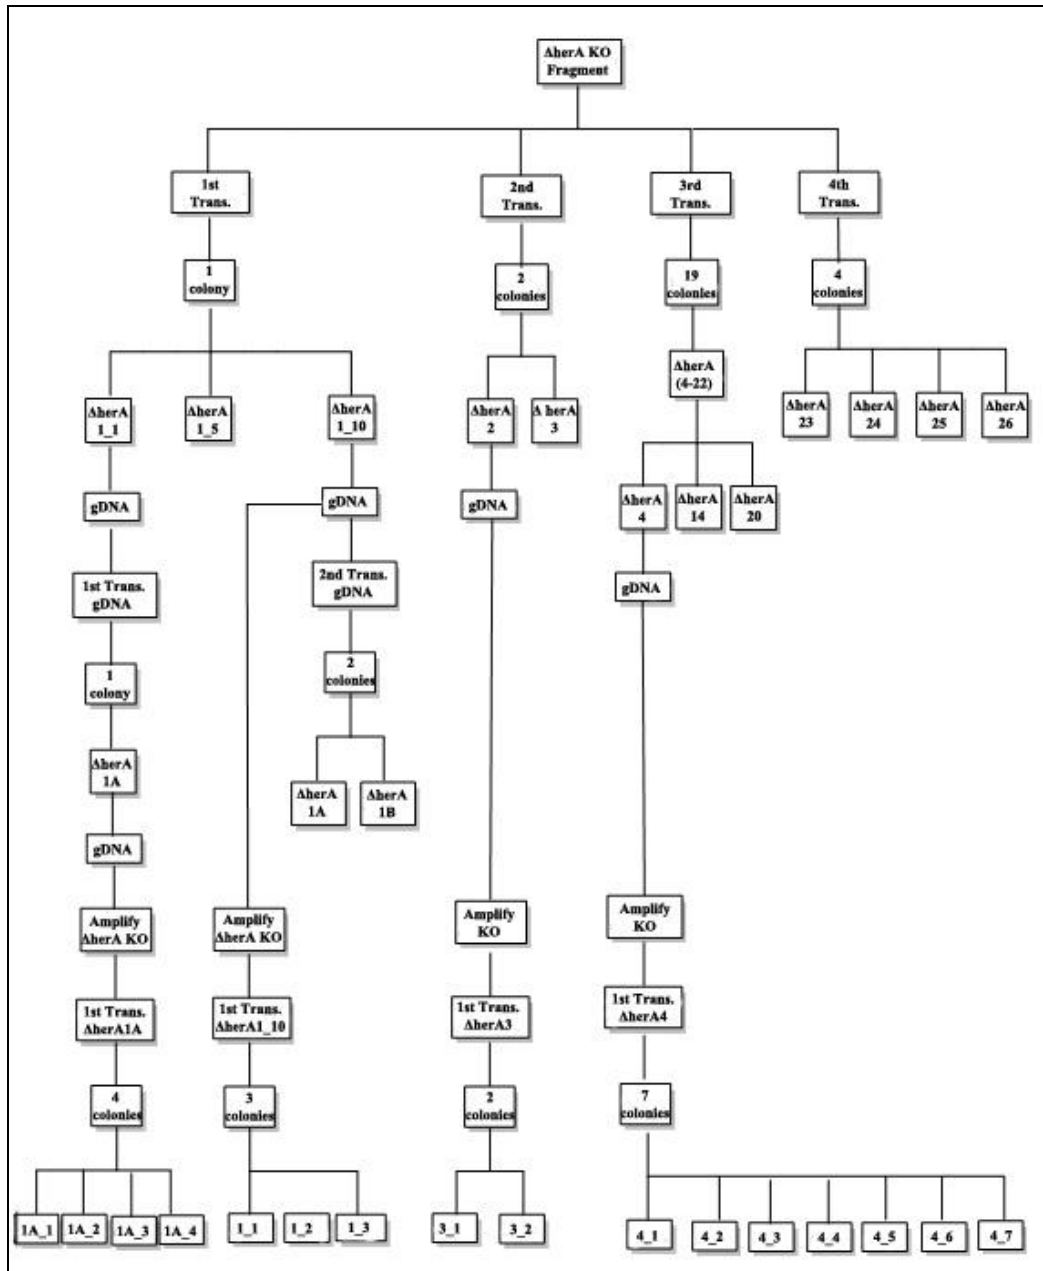 ΔherA KO
Fragment
1st
Trans.
2nd
Trans.
3rd
Trans.
4th
Trans.
1
colony
2
colonies
19
colonies
4
colonies
ΔherA
(4-22)
ΔherA
1_1
ΔherA
1_5
ΔherA
1_10
ΔherA
2
Δ herA
3
ΔherA
23
ΔherA
24
ΔherA
25
ΔherA
26
gDNA
gDNA
gDNA
ΔherA
4
ΔherA
14
ΔherA
20
1st Trans.
gDNA
2nd Trans.
gDNA
gDNA
1
colony
2
colonies
ΔherA
1A
ΔherA
1A
ΔherA
1B
gDNA
Amplify
ΔherA KO
Amplify
ΔherA KO
Amplify
KO
Amplify
KO
1st Trans.
ΔherA1A
1st Trans.
ΔherA1_10
1st Trans.
ΔherA3
1st Trans.
ΔherA4
4
colonies
3
colonies
2
colonies
7
colonies
1A_1
1A_2
1A_3
1A_4
1_1
1_2
1_3
3_1
3_2
4_1
4_2
4_3
4_4
4_5
4_6
4_7